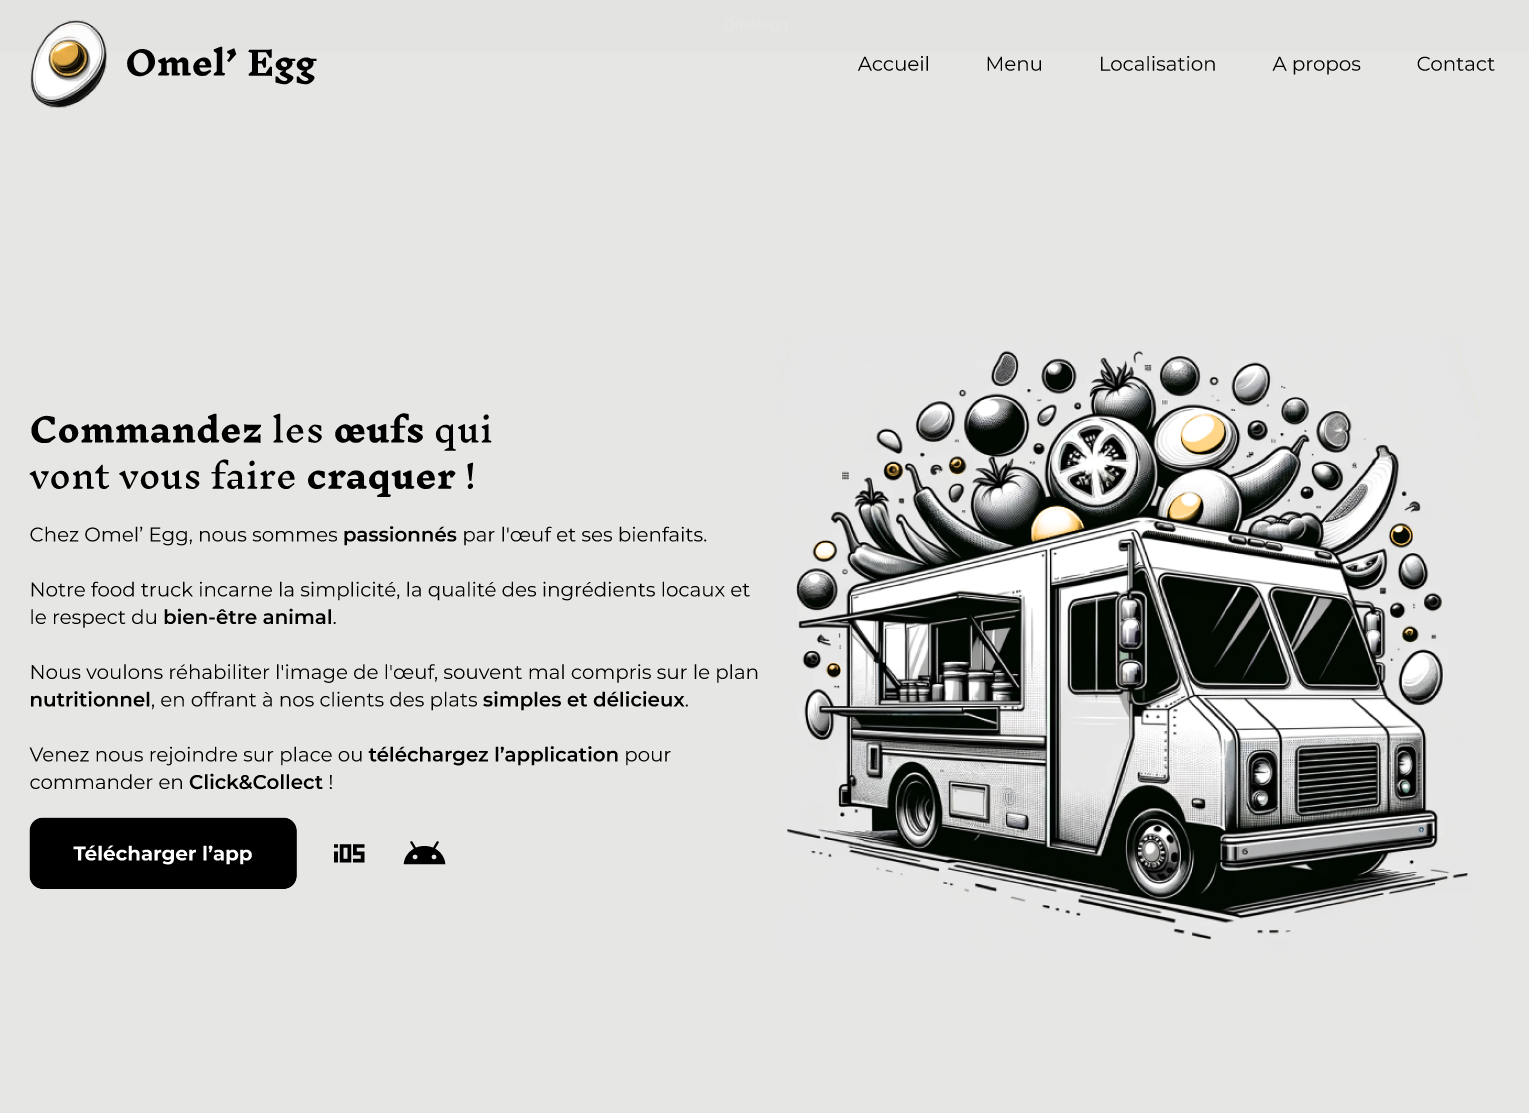 Omel’ Egg
Accueil
Menu
Localisation
A propos
Contact
Commandez les œufs qui
vont vous faire craquer !
Chez Omel’ Egg, nous sommes passionnés par l'œuf et ses bienfaits.
Notre food truck incarne la simplicité, la qualité des ingrédients locaux et
le respect du bien-être animal.
Nous voulons réhabiliter l'image de l'œuf, souvent mal compris sur le plan
nutritionnel, en offrant à nos clients des plats simples et délicieux.
Venez nous rejoindre sur place ou téléchargez l’application pour
commander en Click&Collect !
Télécharger l’app
iOS